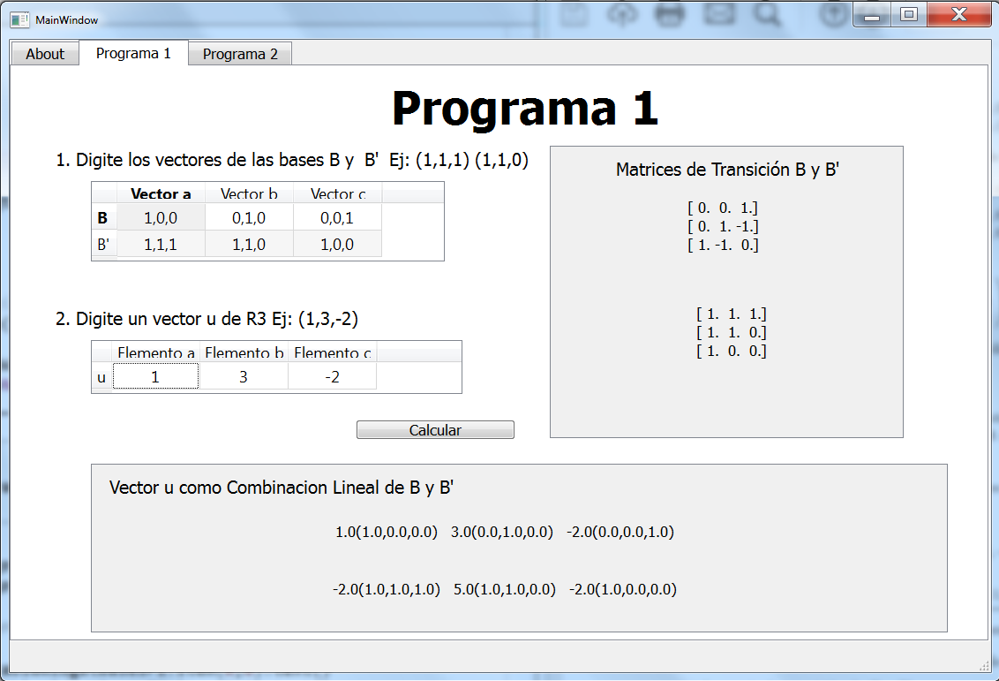 MainWindow
About Programa 1 Programa 2
Programa 1
1. Digite los vectores de las bases B y B' Ej: (1,1,1) (1,1,0)
Vector a Vector b Vector c
B 1,0,0 0,1,0 0,0,1
B' 1,1,1 1,1,0 1,0,0
Matrices de Transición B y B'
[ 0. 0. 1.]
[ 0. 1. -1.]
[ 1. -1. 0.]
[ 1. 1. 1.]
[ 1. 1. 0.]
[ 1. 0. 0.]
2. Digite un vector u de R3 Ej: (1,3,-2)
Elemento a Elemento b Elemento c
u 1 3 -2
Calcular
Vector u como Combinacion Lineal de B y B'
1.0(1.0,0.0,0.0) 3.0(0.0,1.0,0.0) -2.0(0.0,0.0,1.0)
-2.0(1.0,1.0,1.0) 5.0(1.0,1.0,0.0) -2.0(1.0,0.0,0.0)